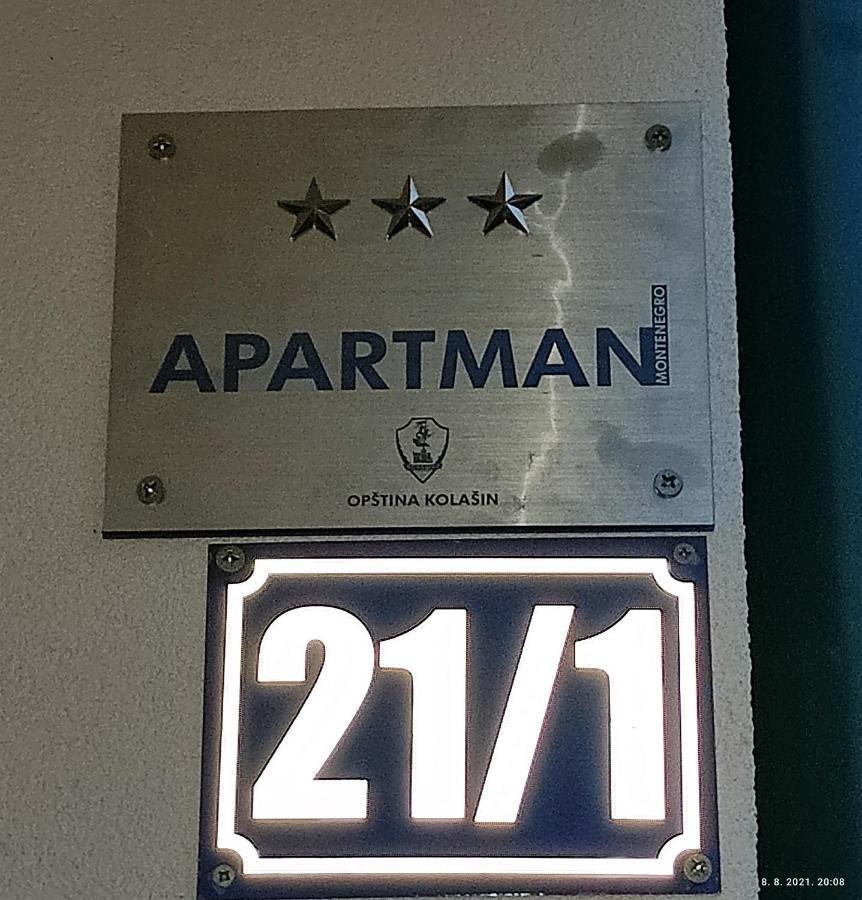 APARTMAN
MONTENEGRO
OPŠTINA KOLAŠIN
21/1
8. 8. 2021. 20:08